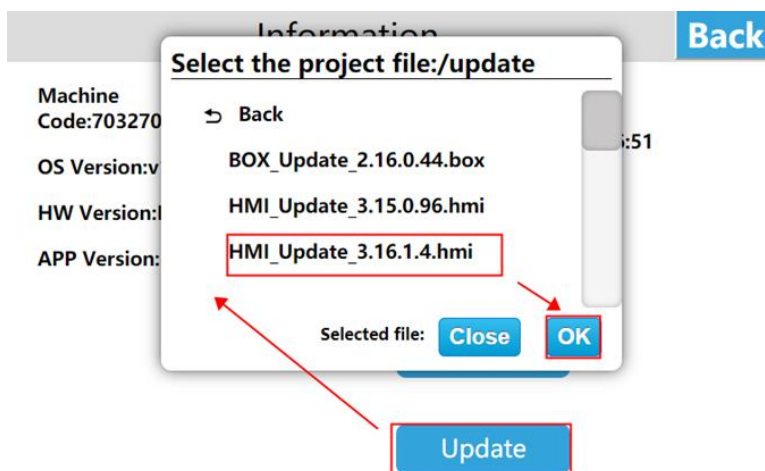 Information
Back
Select the project file:/update
Machine
Code:703270
Back
:51
BOX_Update_2.16.0.44.box
OS Version:v
HMI_Update_3.15.0.96.hmi
HW Version:
HMI_Update_3.16.1.4.hmi
APP Version:
Selected file:
Close
OK
Update